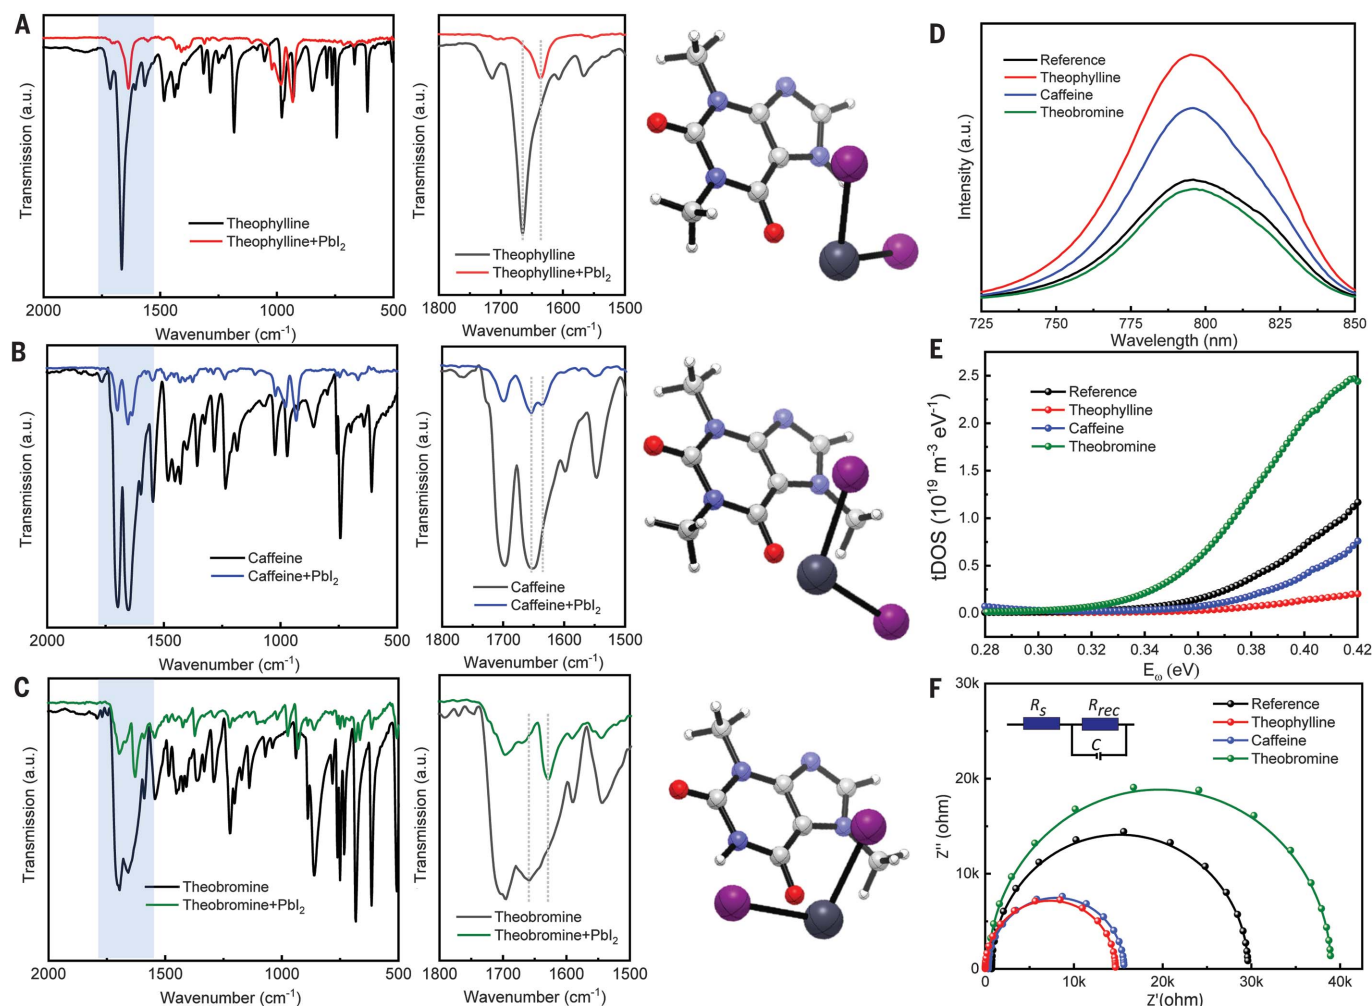 A
Transmission (a.u.)
Theophylline
Theophylline+PbI2
2000 1500 1000 500
Wavenumber (cm-1)
Transmission (a.u.)
Theophylline
Theophylline+PbI2
1800 1700 1600 1500
Wavenumber (cm-1)
B
Transmission (a.u.)
Caffeine
Caffeine+PbI2
2000 1500 1000 500
Wavenumber (cm-1)
Transmission (a.u.)
Caffeine
Caffeine+PbI2
1800 1700 1600 1500
Wavenumber (cm-1)
C
Transmission (a.u.)
Theobromine
Theobromine+PbI2
2000 1500 1000 500
Wavenumber (cm-1)
Transmission (a.u.)
Theobromine
Theobromine+PbI2
1800 1700 1600 1500
Wavenumber (cm-1)
D
Intensity (a.u.)
Reference
Theophylline
Caffeine
Theobromine
725 750 775 800 825 850
Wavelength (nm)
E
tDOS (10^19 m-3 eV-1)
2.5
2.0
1.5
1.0
0.5
0.0
Reference
Theophylline
Caffeine
Theobromine
0.28 0.30 0.32 0.34 0.36 0.38 0.40 0.42
Eω (eV)
F
Z'' (ohm)
30k
20k
10k
0
Rs Rrec
C
Reference
Theophylline
Caffeine
Theobromine
0 10k 20k 30k 40k
Z'(ohm)